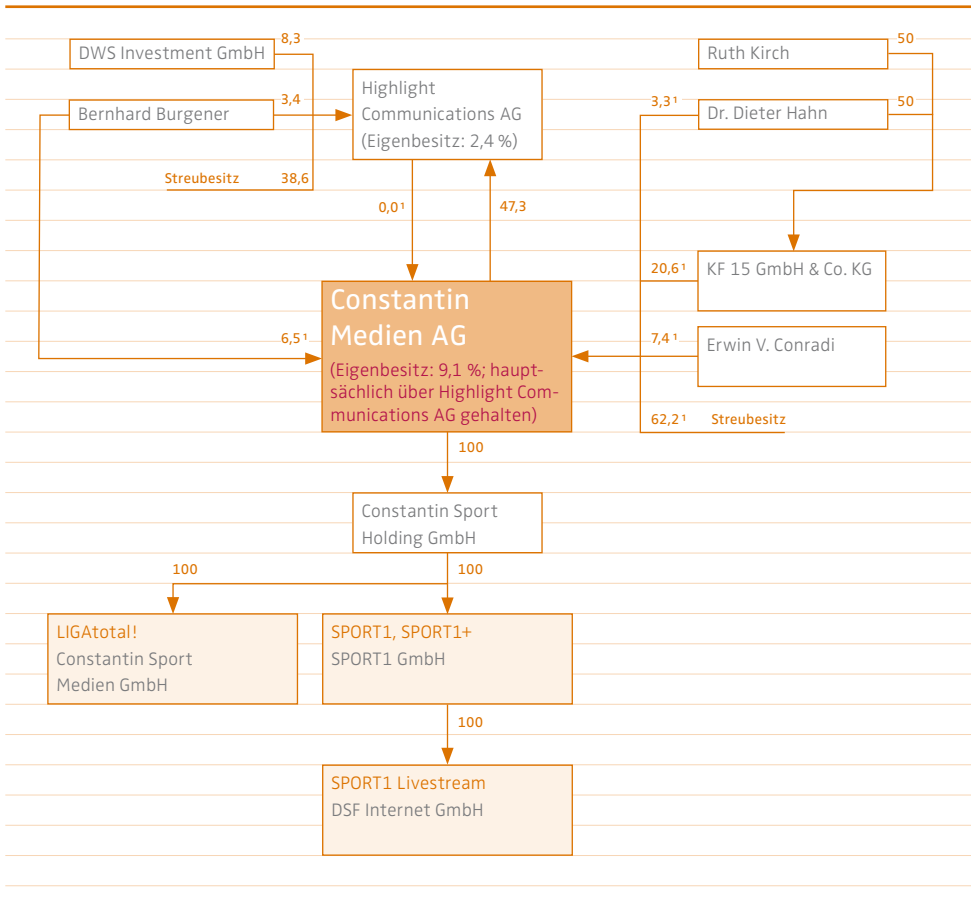 8,3
DWS Investment GmbH
3,4
Bernhard Burgener
Streubesitz 38,6
Highlight
Communications AG
(Eigenbesitz: 2,4 %)
50
Ruth Kirch
3,3¹
50
Dr. Dieter Hahn
0,0¹
47,3
20,6¹
KF 15 GmbH & Co. KG
6,5¹
Constantin
Medien AG
(Eigenbesitz: 9,1 %; haupt-
sächlich über Highlight Com-
munications AG gehalten)
7,4¹
Erwin V. Conradi
62,2¹ Streubesitz
100
Constantin Sport
Holding GmbH
100
100
LIGAtotal!
Constantin Sport
Medien GmbH
SPORT1, SPORT1+
SPORT1 GmbH
100
SPORT1 Livestream
DSF Internet GmbH